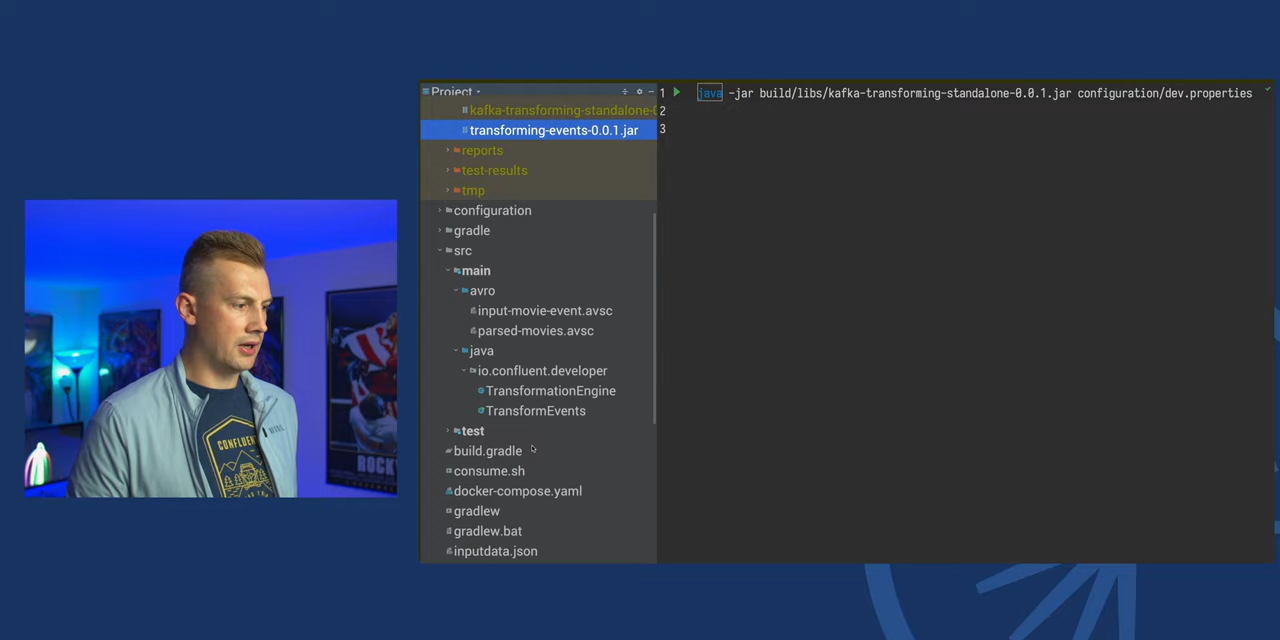 Project
kafka-transforming-standalone-0
transforming-events-0.0.1.jar
reports
test-results
tmp
configuration
gradle
src
main
avro
input-movie-event.avsc
parsed-movies.avsc
java
io.confluent.developer
TransformationEngine
TransformEvents
test
build.gradle
consume.sh
docker-compose.yaml
gradlew
gradlew.bat
inputdata.json
1 java -jar build/libs/kafka-transforming-standalone-0.0.1.jar configuration/dev.properties
2
3
CONFLUEN
ROCKY